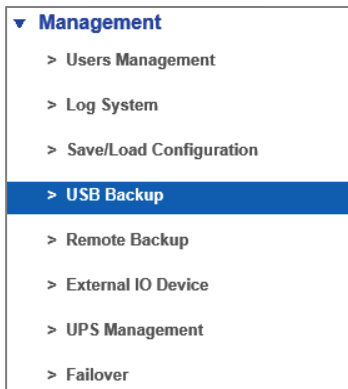 Management
> Users Management
> Log System
> Save/Load Configuration
> USB Backup
> Remote Backup
> External IO Device
> UPS Management
> Failover